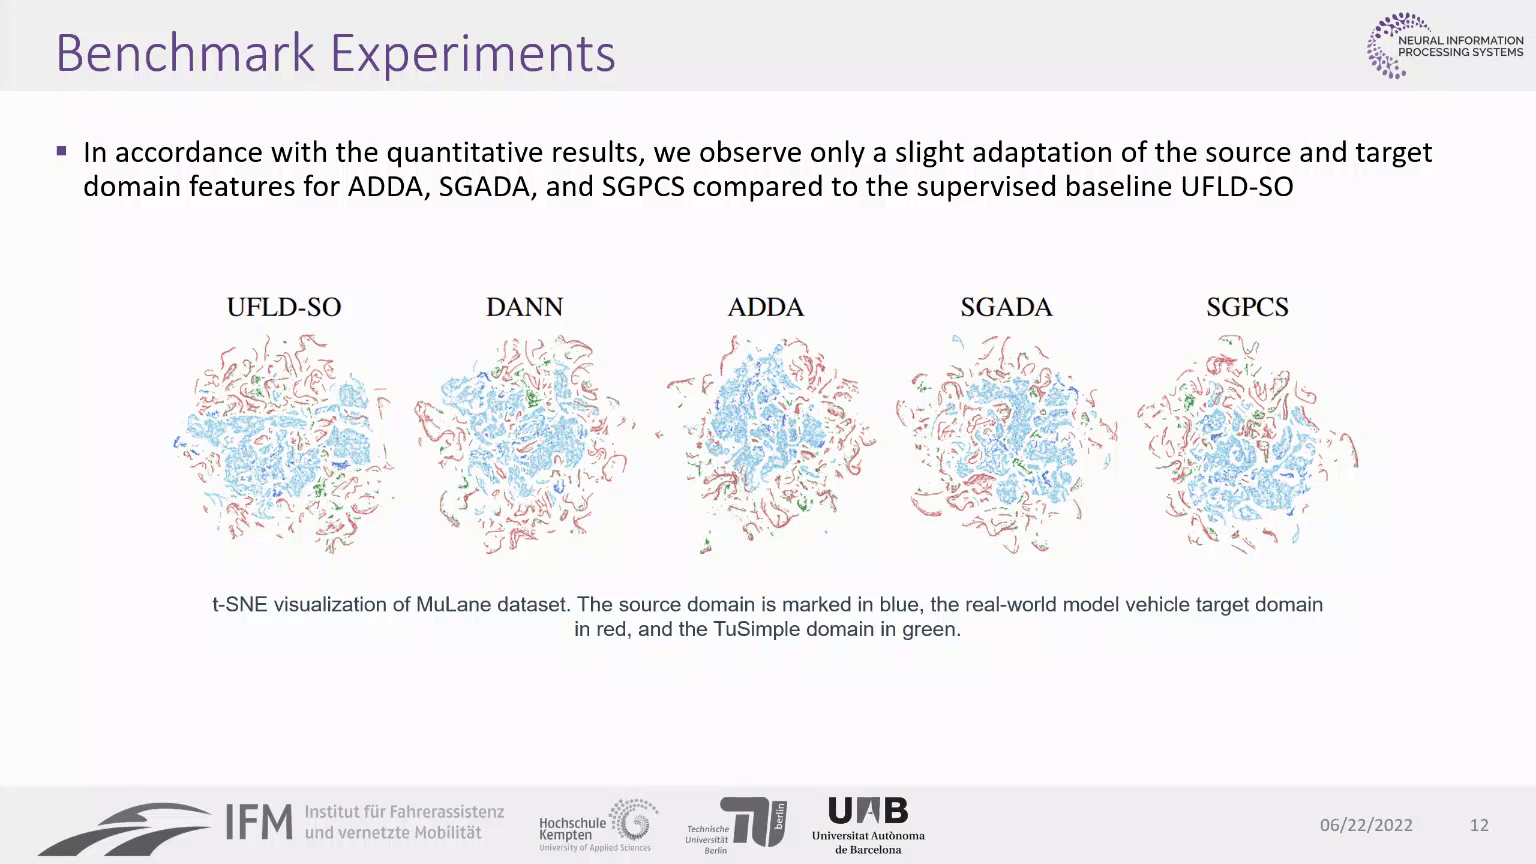 Benchmark Experiments
NEURAL INFORMATION
PROCESSING SYSTEMS
In accordance with the quantitative results, we observe only a slight adaptation of the source and target
domain features for ADDA, SGADA, and SGPCS compared to the supervised baseline UFLD-SO
UFLD-SO DANN ADDA SGADA SGPCS
t-SNE visualization of MuLane dataset. The source domain is marked in blue, the real-world model vehicle target domain
in red, and the TuSimple domain in green.
IFM
Institut für Fahrerassistenz
und vernetzte Mobilität
Hochschule
Kempten
University of Applied Sciences
Technische
Universität
Berlin
berlin
UAB
Universitat Autònoma
de Barcelona
06/22/2022 12